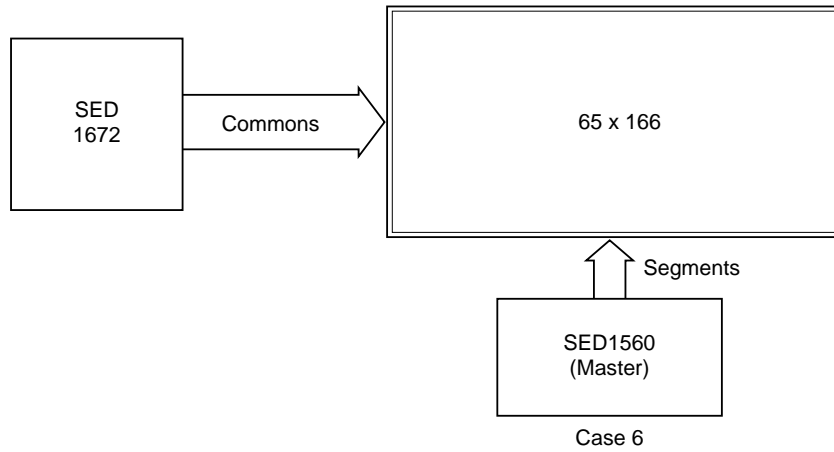 SED
1672
Commons
65 x 166
Segments
SED1560
(Master)
Case 6